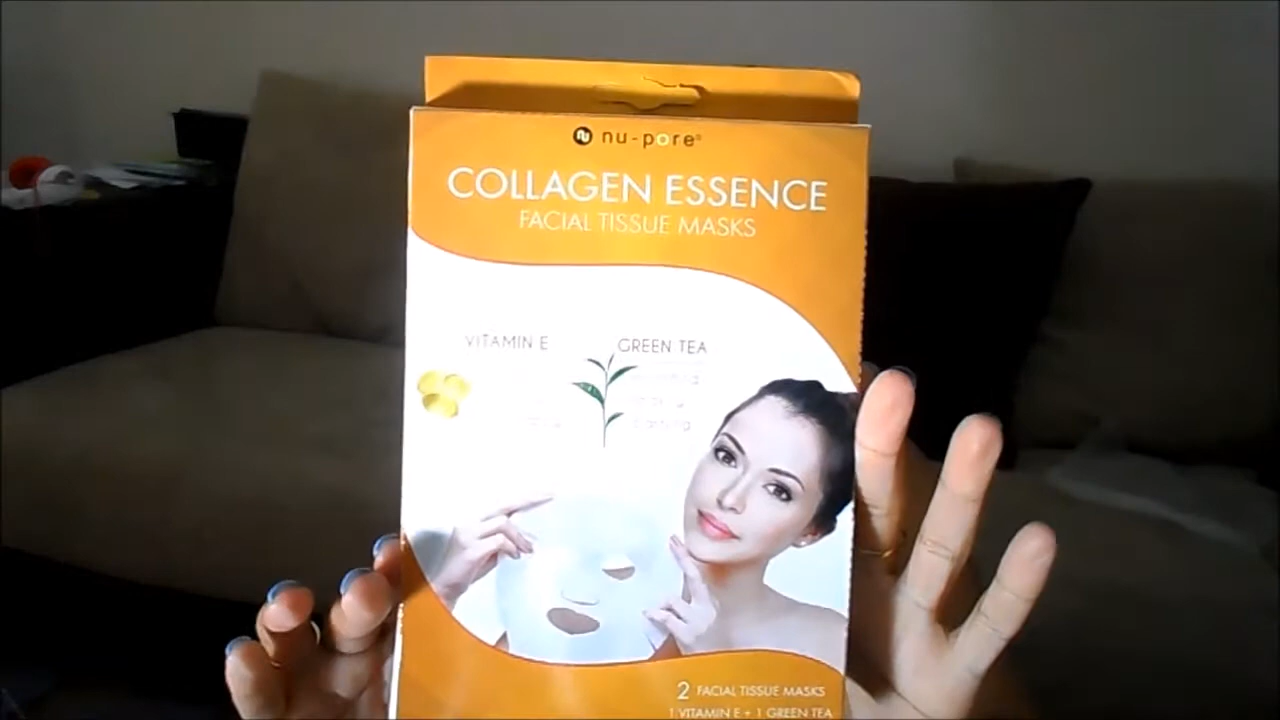 nu-pore®
COLLAGEN ESSENCE
FACIAL TISSUE MASKS
VITAMIN E
GREEN TEA
2 FACIAL TISSUE MASKS
1 VITAMIN E + 1 GREEN TEA